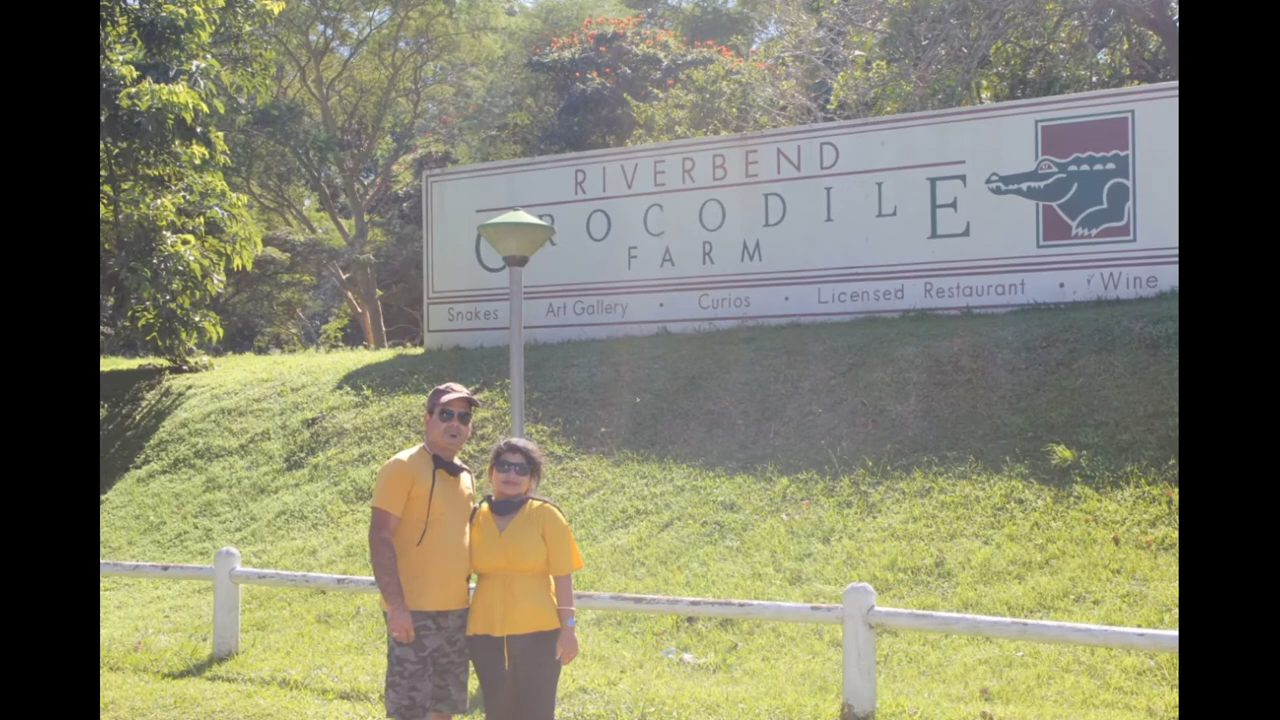 RIVERBEND
CROCODILE
FARM
Snakes Art Gallery • Curios • Licensed Restaurant • Wine